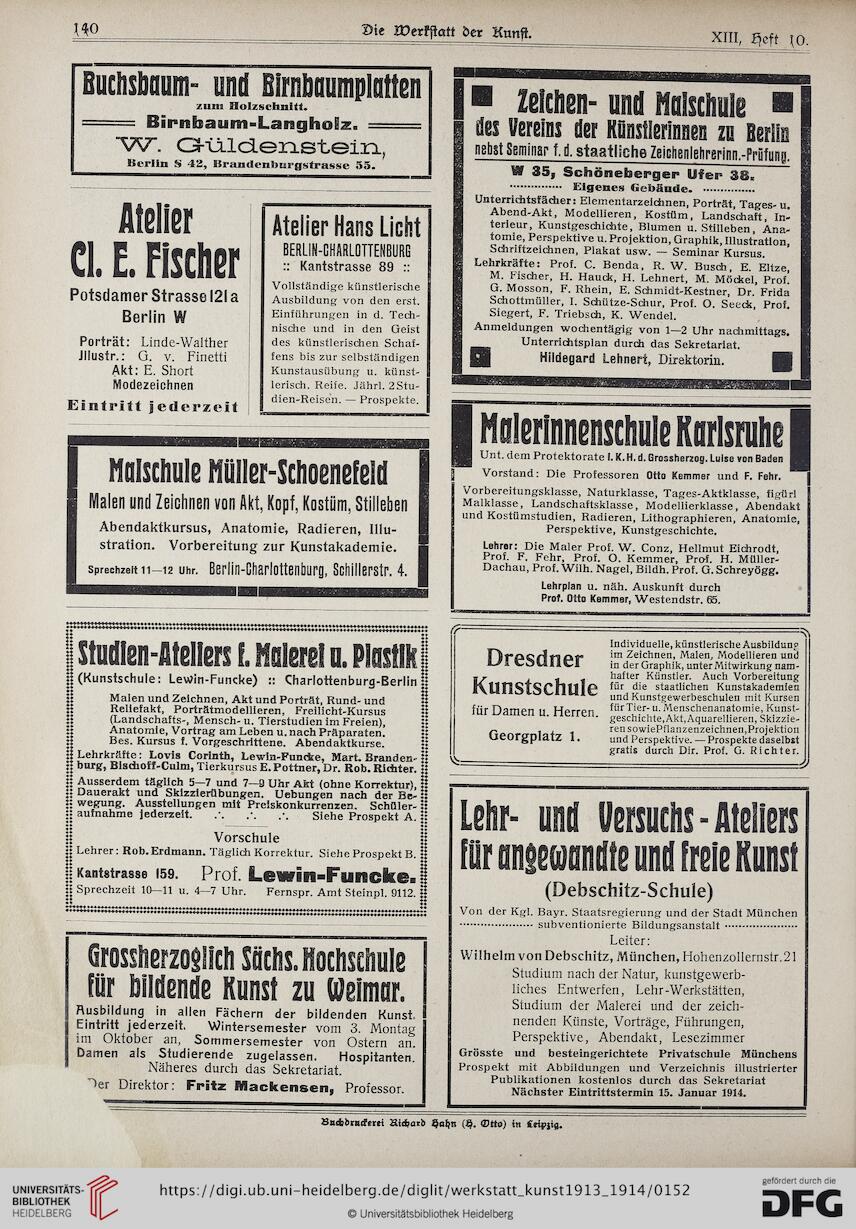 140
Die Werkstatt der Kunst.
XIII, Heft 10.
Buchsbaum- und Birnbaumplatten
zum Holzschnitt.
Birnbaum-Langholz.
W. Güldenstein,
Berlin S 42, Brandenburgstrasse 55.
Atelier
Cl. E. Fischer
Potsdamer Strasse 121a
Berlin W
Porträt: Linde-Walther
Jllustr.: G. v. Finetti
Akt: E. Short
Modezeichnen
Eintritt jederzeit
Atelier Hans Licht
BERLIN-CHARLOTTENBURG
:: Kantstrasse 89 ::
Vollständige künstlerische
Ausbildung von den erst.
Einführungen in d. Tech-
nische und in den Geist
des künstlerischen Schaf-
fens bis zur selbständigen
Kunstausübung u. künst-
lerisch. Reife. Jährl. 2 Stu-
dien-Reisen. — Prospekte.
Malschule Müller-Schoenefeld
Malen und Zeichnen von Akt, Kopf, Kostüm, Stilleben
Abendaktkursus, Anatomie, Radieren, Illu-
stration. Vorbereitung zur Kunstakademie.
Sprechzeit 11—12 Uhr. Berlin-Charlottenburg, Schillerstr. 4.
Studien-Ateliers f. Malerei u. Plastik
(Kunstschule: Lewin-Funcke) :: Charlottenburg-Berlin
Malen und Zeichnen, Akt und Porträt, Rund- und
Reliefakt, Porträtmodellieren, Freilicht-Kursus
(Landschafts-, Mensch- u. Tierstudien im Freien),
Anatomie, Vortrag am Leben u. nach Präparaten.
Bes. Kursus f. Vorgeschrittene. Abendaktkurse.
Lehrkräfte: Lovis Corinth, Lewin-Funcke, Mart. Branden-
burg, Bischoff-Culm, Tierkursus E. Pottner, Dr. Rob. Richter.
Ausserdem täglich 5—7 und 7—9 Uhr Akt (ohne Korrektur),
Dauerakt und Skizzierübungen. Uebungen nach der Be-
wegung. Ausstellungen mit Preiskonkurrenzen. Schüler-
aufnahme jederzeit. .·. .·. .·. Siehe Prospekt A.
Vorschule
Lehrer: Rob. Erdmann. Täglich Korrektur. Siehe Prospekt B.
Kantstrasse 159. Prof. Lewin-Funcke.
Sprechzeit 10—11 u. 4—7 Uhr. Fernspr. Amt Steinpl. 9112.
Grossherzoglich Sächs. Hochschule
für bildende Kunst zu Weimar.
Ausbildung in allen Fächern der bildenden Kunst.
Eintritt jederzeit. Wintersemester vom 3. Montag
im Oktober an, Sommersemester von Ostern an.
Damen als Studierende zugelassen. Hospitanten.
Näheres durch das Sekretariat.
Der Direktor: Fritz Mackensen, Professor.
Zeichen- und Malschule
des Vereins der Künstlerinnen zu Berlin
nebst Seminar f. d. staatliche Zeichenlehrerinn.-Prüfung.
W 35, Schöneberger Ufer 38.
Eigenes Gebäude.
Unterrichtsfächer: Elementarzeichnen, Porträt, Tages- u.
Abend-Akt, Modellieren, Kostüm, Landschaft, In-
terieur, Kunstgeschichte, Blumen u. Stilleben, Ana-
tomie, Perspektive u. Projektion, Graphik, Illustration,
Schriftzeichnen, Plakat usw. — Seminar Kursus.
Lehrkräfte: Prof. C. Benda, R. W. Busch, E. Eltze,
M. Fischer, H. Hauck, H. Lehnert, M. Möckel, Prof.
G. Mosson, F. Rhein, E. Schmidt-Kestner, Dr. Frida
Schottmüller, I. Schütze-Schur, Prof. O. Seeck, Prof.
Siegert, F. Triebsch, K. Wendel.
Anmeldungen wochentägig von 1—2 Uhr nachmittags.
Unterrichtsplan durch das Sekretariat.
Hildegard Lehnert, Direktorin.
Malerinnenschule Karlsruhe
Unt. dem Protektorate I. K. H. d. Grossherzog. Luise von Baden
Vorstand: Die Professoren Otto Kemmer und F. Fehr.
Vorbereitungsklasse, Naturklasse, Tages-Aktklasse, figürl
Malklasse, Landschaftsklasse, Modellierklasse, Abendakt
und Kostümstudien, Radieren, Lithographieren, Anatomie,
Perspektive, Kunstgeschichte.
Lehrer: Die Maler Prof. W. Conz, Hellmut Eichrodt,
Prof. F. Fehr, Prof. O. Kemmer, Prof. H. Müller-
Dachau, Prof. Wilh. Nagel, Bildh. Prof. G. Schreyögg.
Lehrplan u. näh. Auskunft durch
Prof. Otto Kemmer, Westendstr. 65.
Dresdner
Kunstschule
für Damen u. Herren.
Georgplatz 1.
Individuelle, künstlerische Ausbildung
im Zeichnen, Malen, Modellieren und
in der Graphik, unter Mitwirkung nam-
hafter Künstler. Auch Vorbereitung
für die staatlichen Kunstakademien
und Kunstgewerbeschulen mit Kursen
für Tier- u. Menschenanatomie, Kunst-
geschichte, Akt, Aquarellieren, Skizzie-
ren sowie Pflanzenzeichnen, Projektion
und Perspektive. — Prospekte daselbst
gratis durch Dir. Prof. G. Richter.
Lehr- und Versuchs-Ateliers
für angewandte und freie Kunst
(Debschitz-Schule)
Von der Kgl. Bayr. Staatsregierung und der Stadt München
subventionierte Bildungsanstalt
Leiter:
Wilhelm von Debschitz, München, Hohenzollernstr. 21
Studium nach der Natur, kunstgewerb-
liches Entwerfen, Lehr-Werkstätten,
Studium der Malerei und der zeich-
nenden Künste, Vorträge, Führungen,
Perspektive, Abendakt, Lesezimmer
Grösste und besteingerichtete Privatschule Münchens
Prospekt mit Abbildungen und Verzeichnis illustrierter
Publikationen kostenlos durch das Sekretariat
Nächster Eintrittstermin 15. Januar 1914.
Buchdruckerei Richard Hahn (H. Otto) in Leipzig.
UNIVERSITÄTS-
BIBLIOTHEK
HEIDELBERG
https://digi.ub.uni-heidelberg.de/diglit/werkstatt_kunst1913_1914/0152
© Universitätsbibliothek Heidelberg
gefördert durch die
DFG